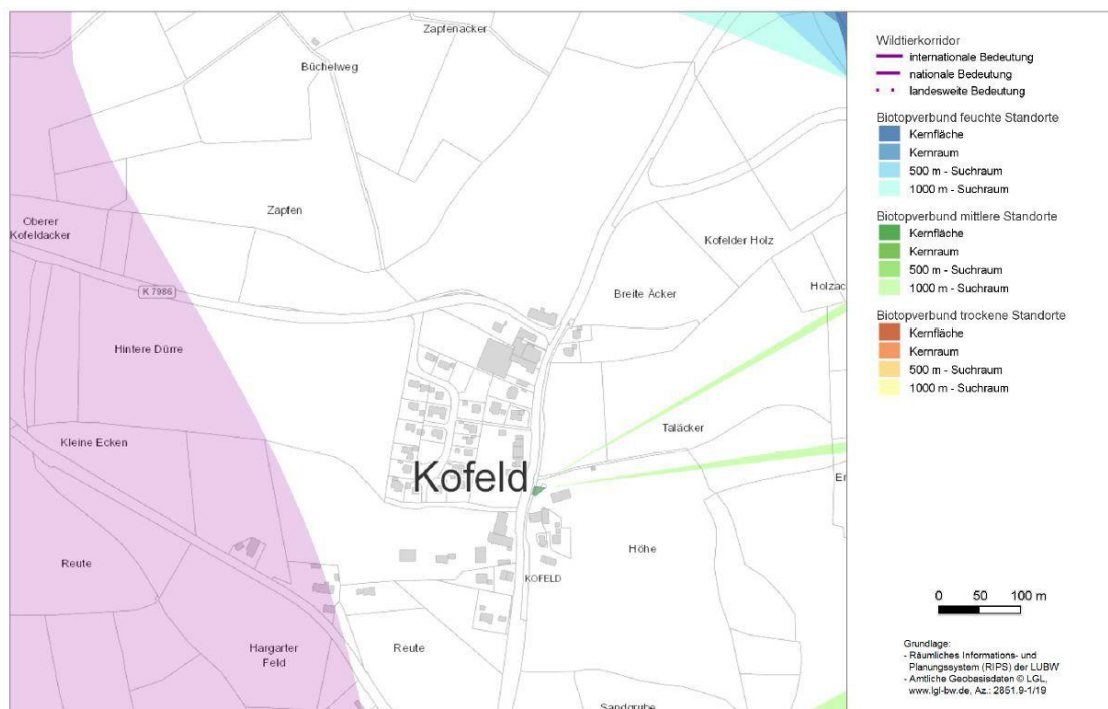 Zapfenacker
Büchelweg
Zapfen
Oberer
Kofeldacker
K 7986
Kofelder Holz
Breite Äcker
Holzac
Hintere Dürre
Kleine Ecken
Taläcker
Kofeld
Er
Höhe
Reute
KOFELD
Hargarter
Feld
Reute
Sandgrube
Wildtierkorridor
internationale Bedeutung
nationale Bedeutung
landesweite Bedeutung
Biotopverbund feuchte Standorte
Kernfläche
Kernraum
500 m - Suchraum
1000 m - Suchraum
Biotopverbund mittlere Standorte
Kernfläche
Kernraum
500 m - Suchraum
1000 m - Suchraum
Biotopverbund trockene Standorte
Kernfläche
Kernraum
500 m - Suchraum
1000 m - Suchraum
0 50 100 m
Grundlage:
- Räumliches Informations- und
Planungssystem (RIPS) der LUBW
- Amtliche Geobasisdaten © LGL,
www.lgl-bw.de, Az.: 2851.9-1/19